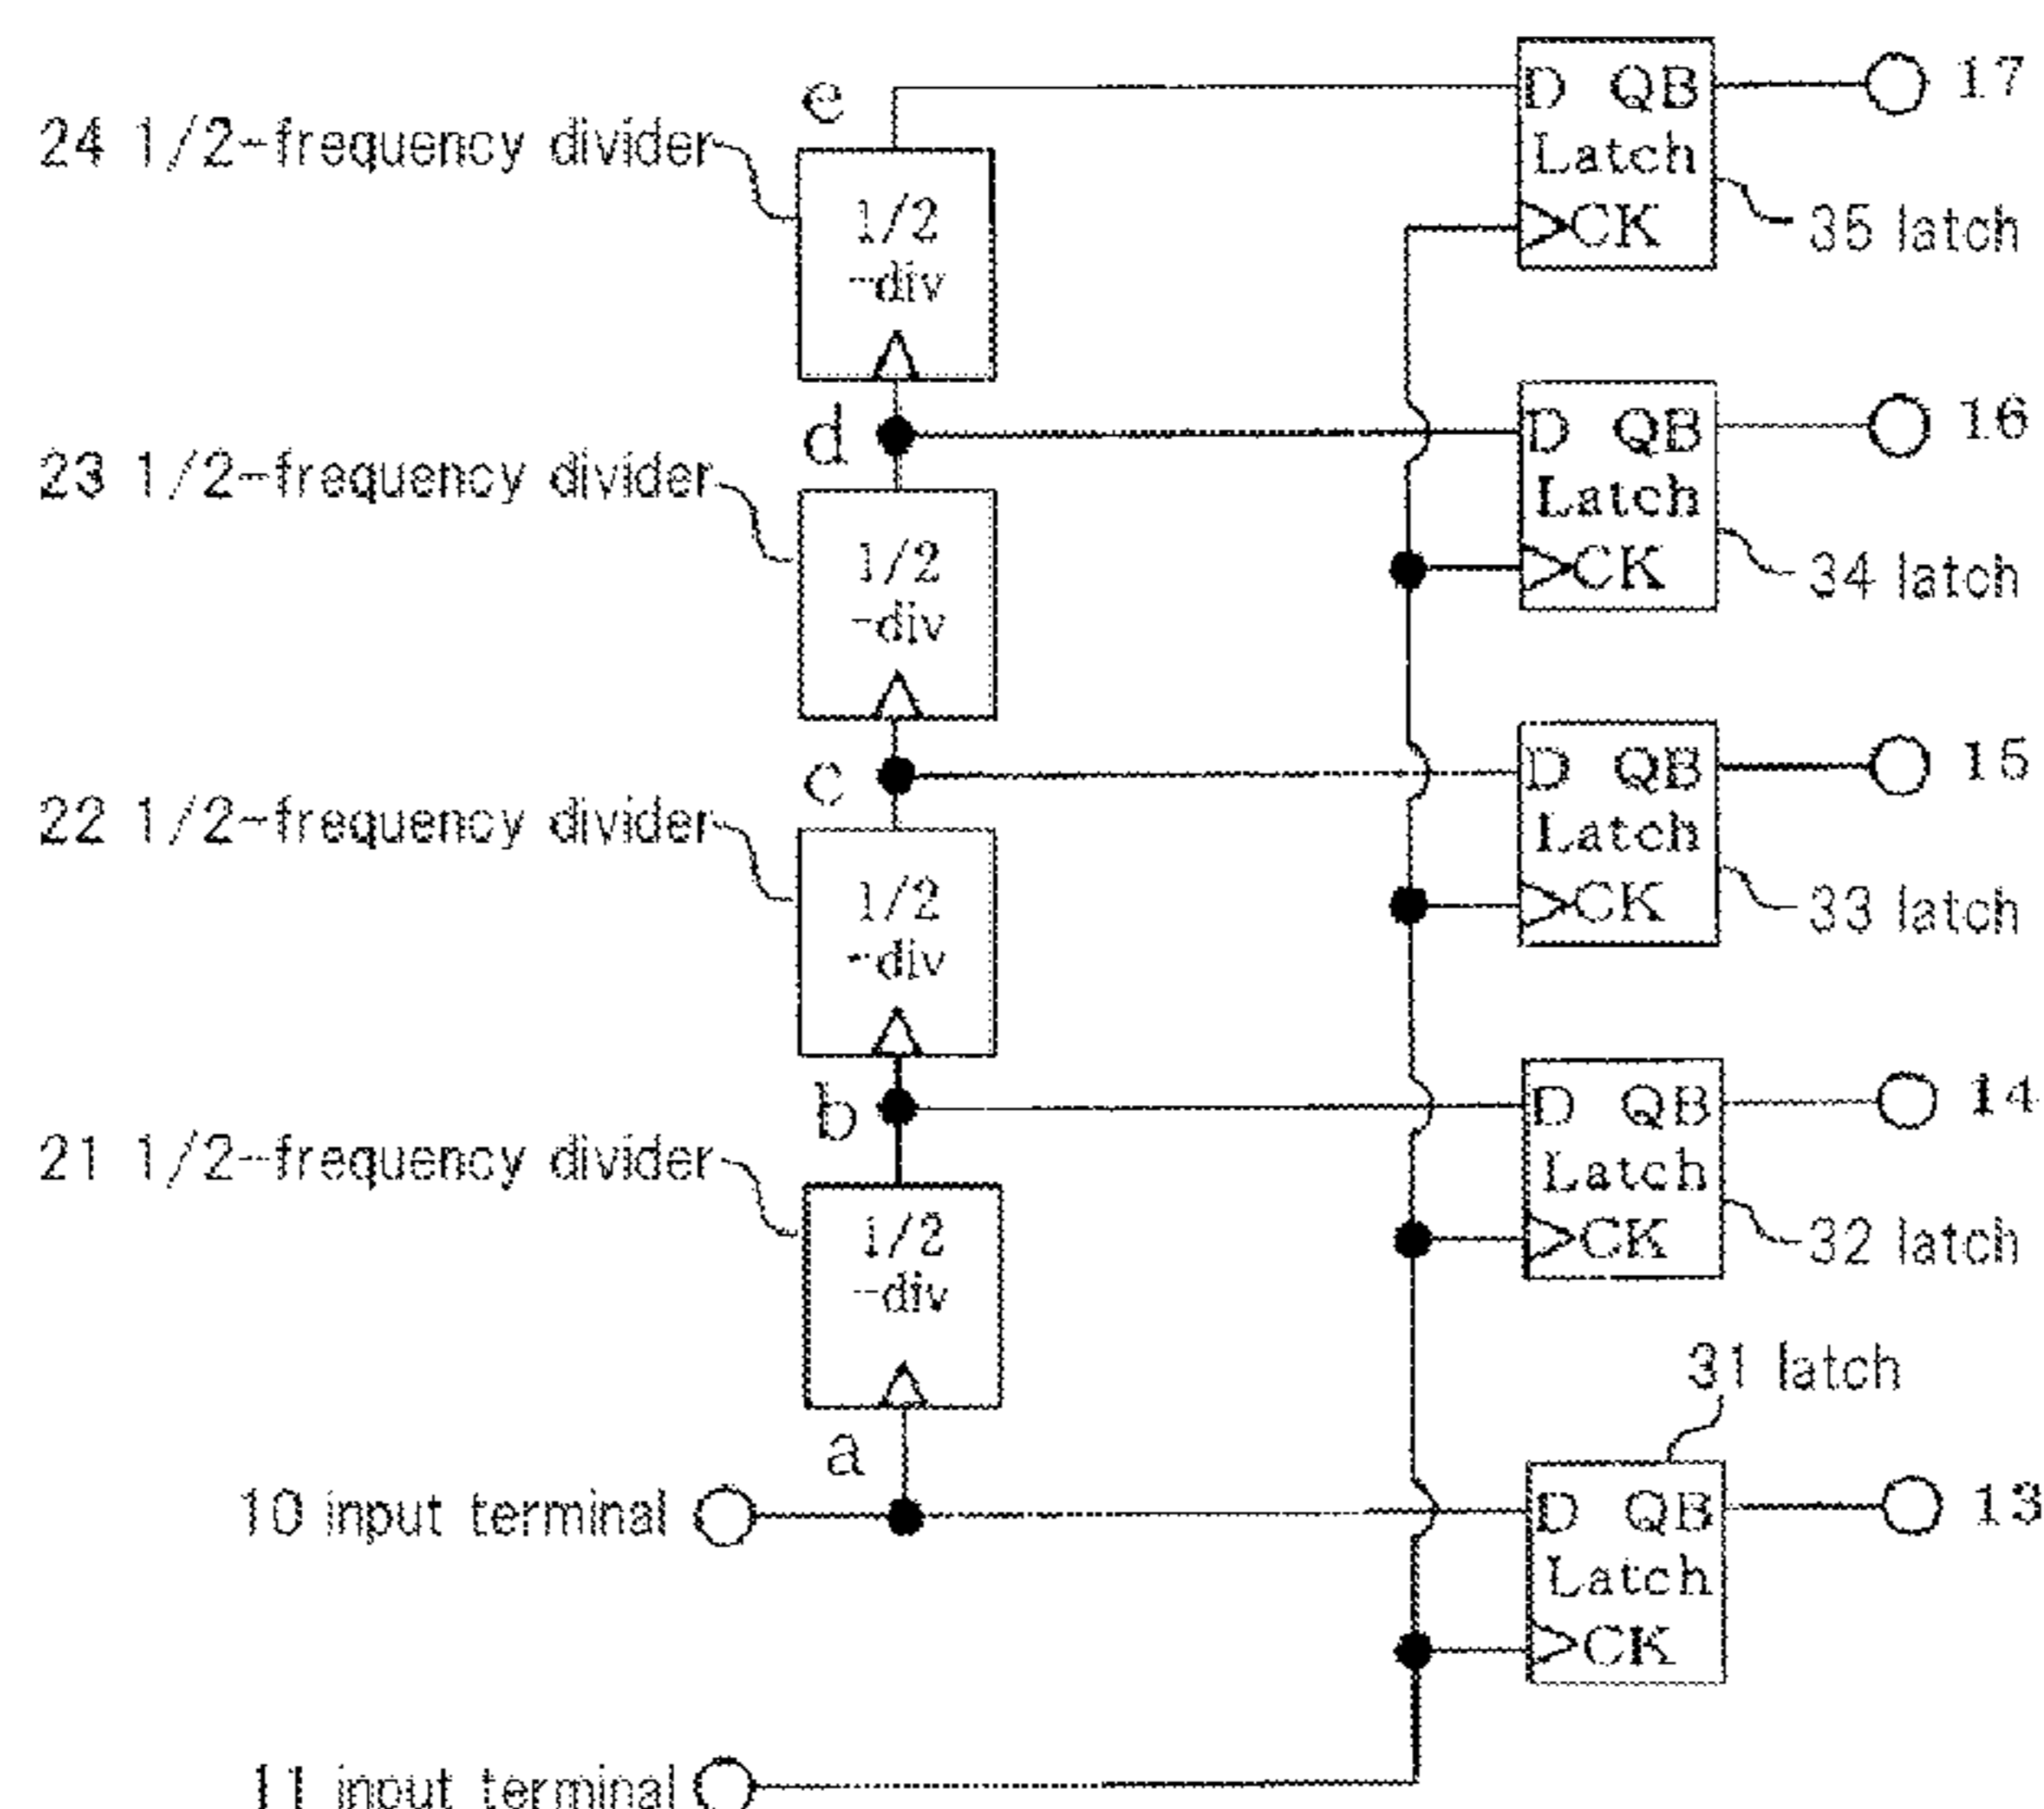 e
D QB
Latch
CK
17
35 latch
24 1/2-frequency divider
1/2
-div
d
D QB
Latch
CK
16
34 latch
23 1/2-frequency divider
1/2
-div
c
D QB
Latch
CK
15
33 latch
22 1/2-frequency divider
1/2
-div
b
D QB
Latch
CK
14
32 latch
21 1/2-frequency divider
1/2
-div
a
31 latch
10 input terminal
D QB
Latch
CK
13
11 input terminal